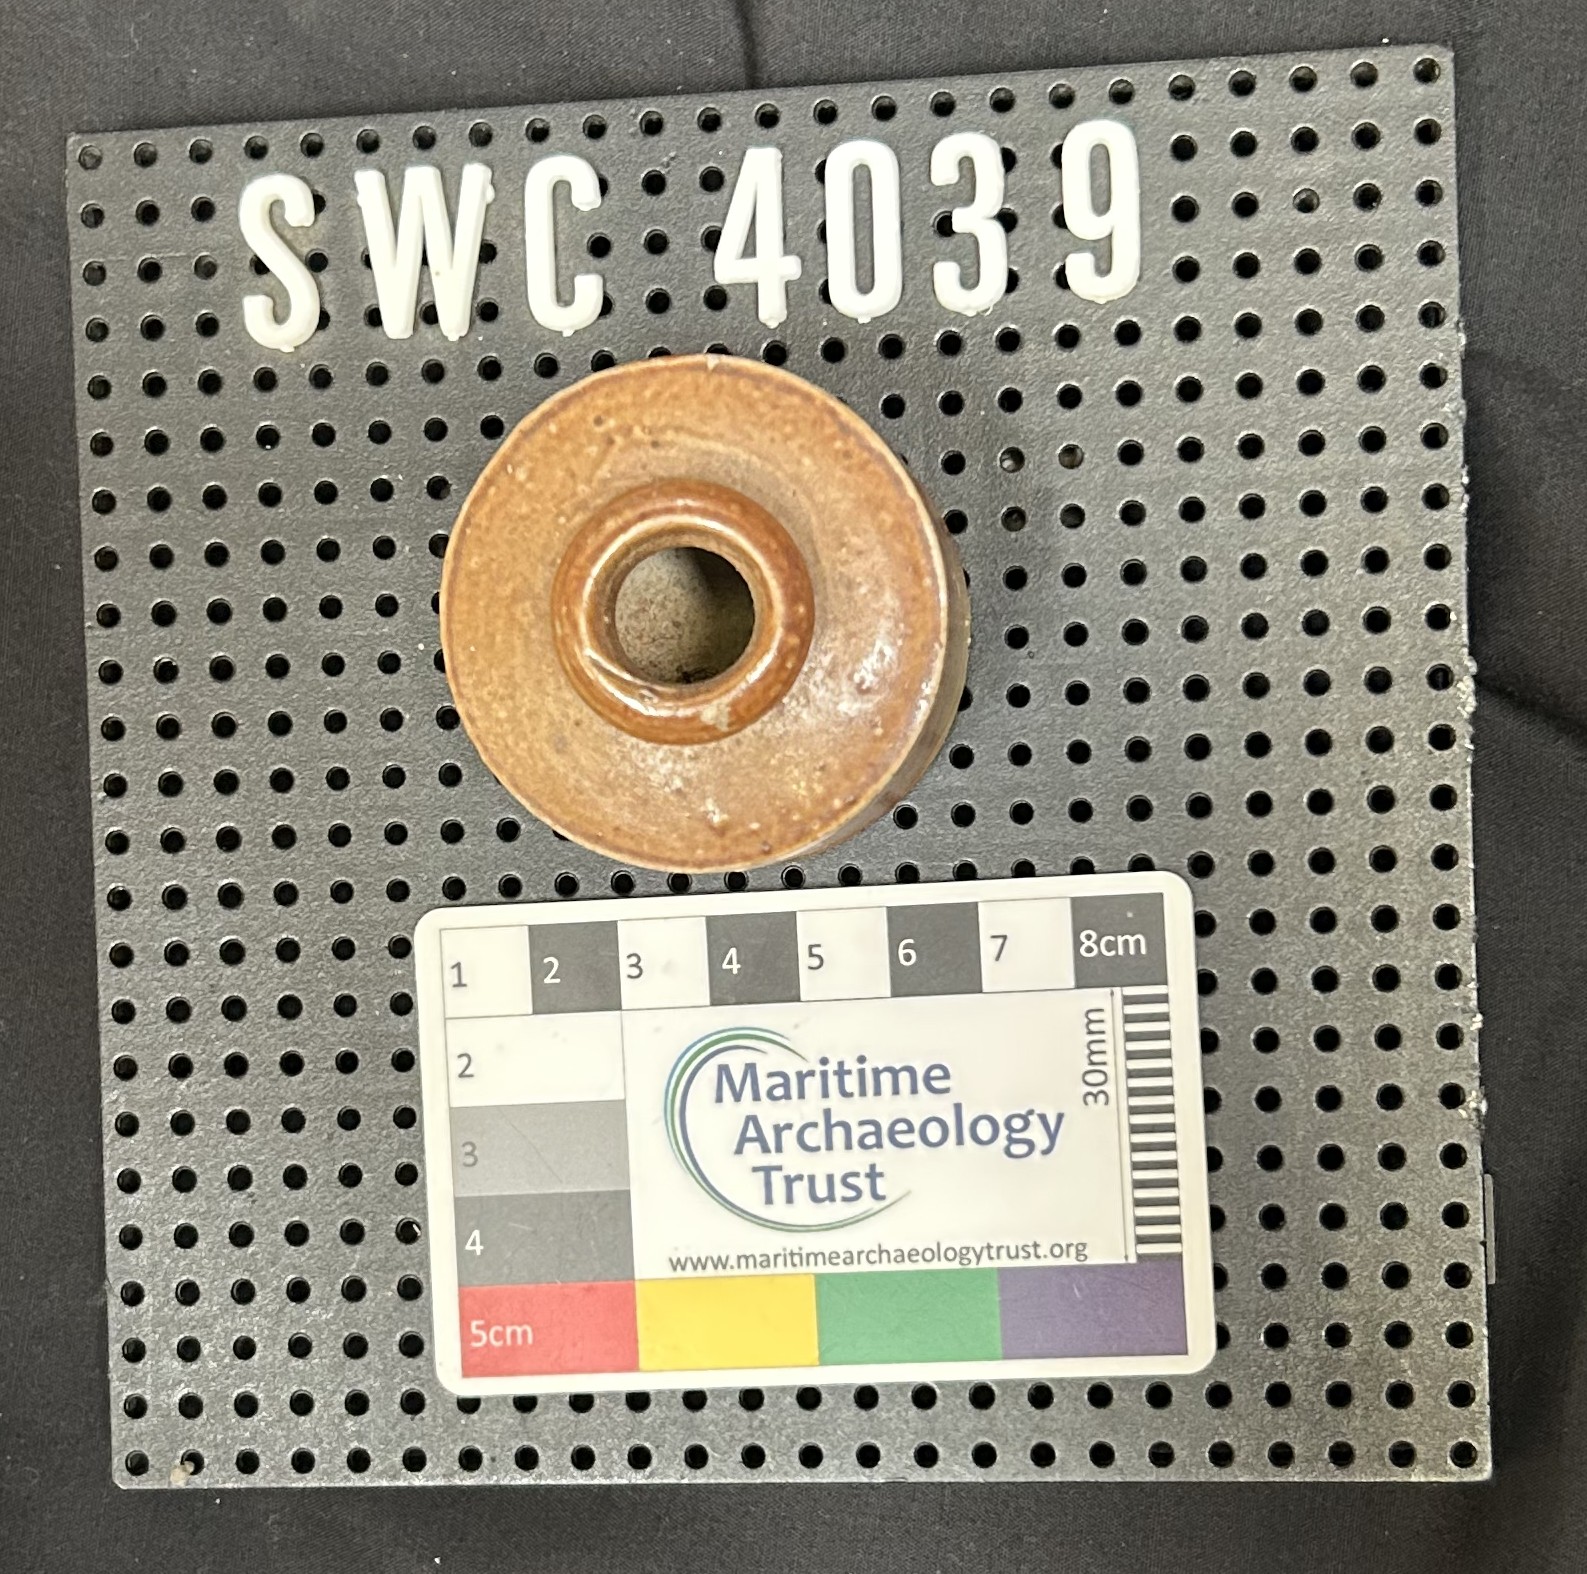 SWC 4039
1 2 3 4 5 6 7 8cm
2
3
4
5cm
30mm
Maritime
Archaeology
Trust
www.maritimearchaeologytrust.org